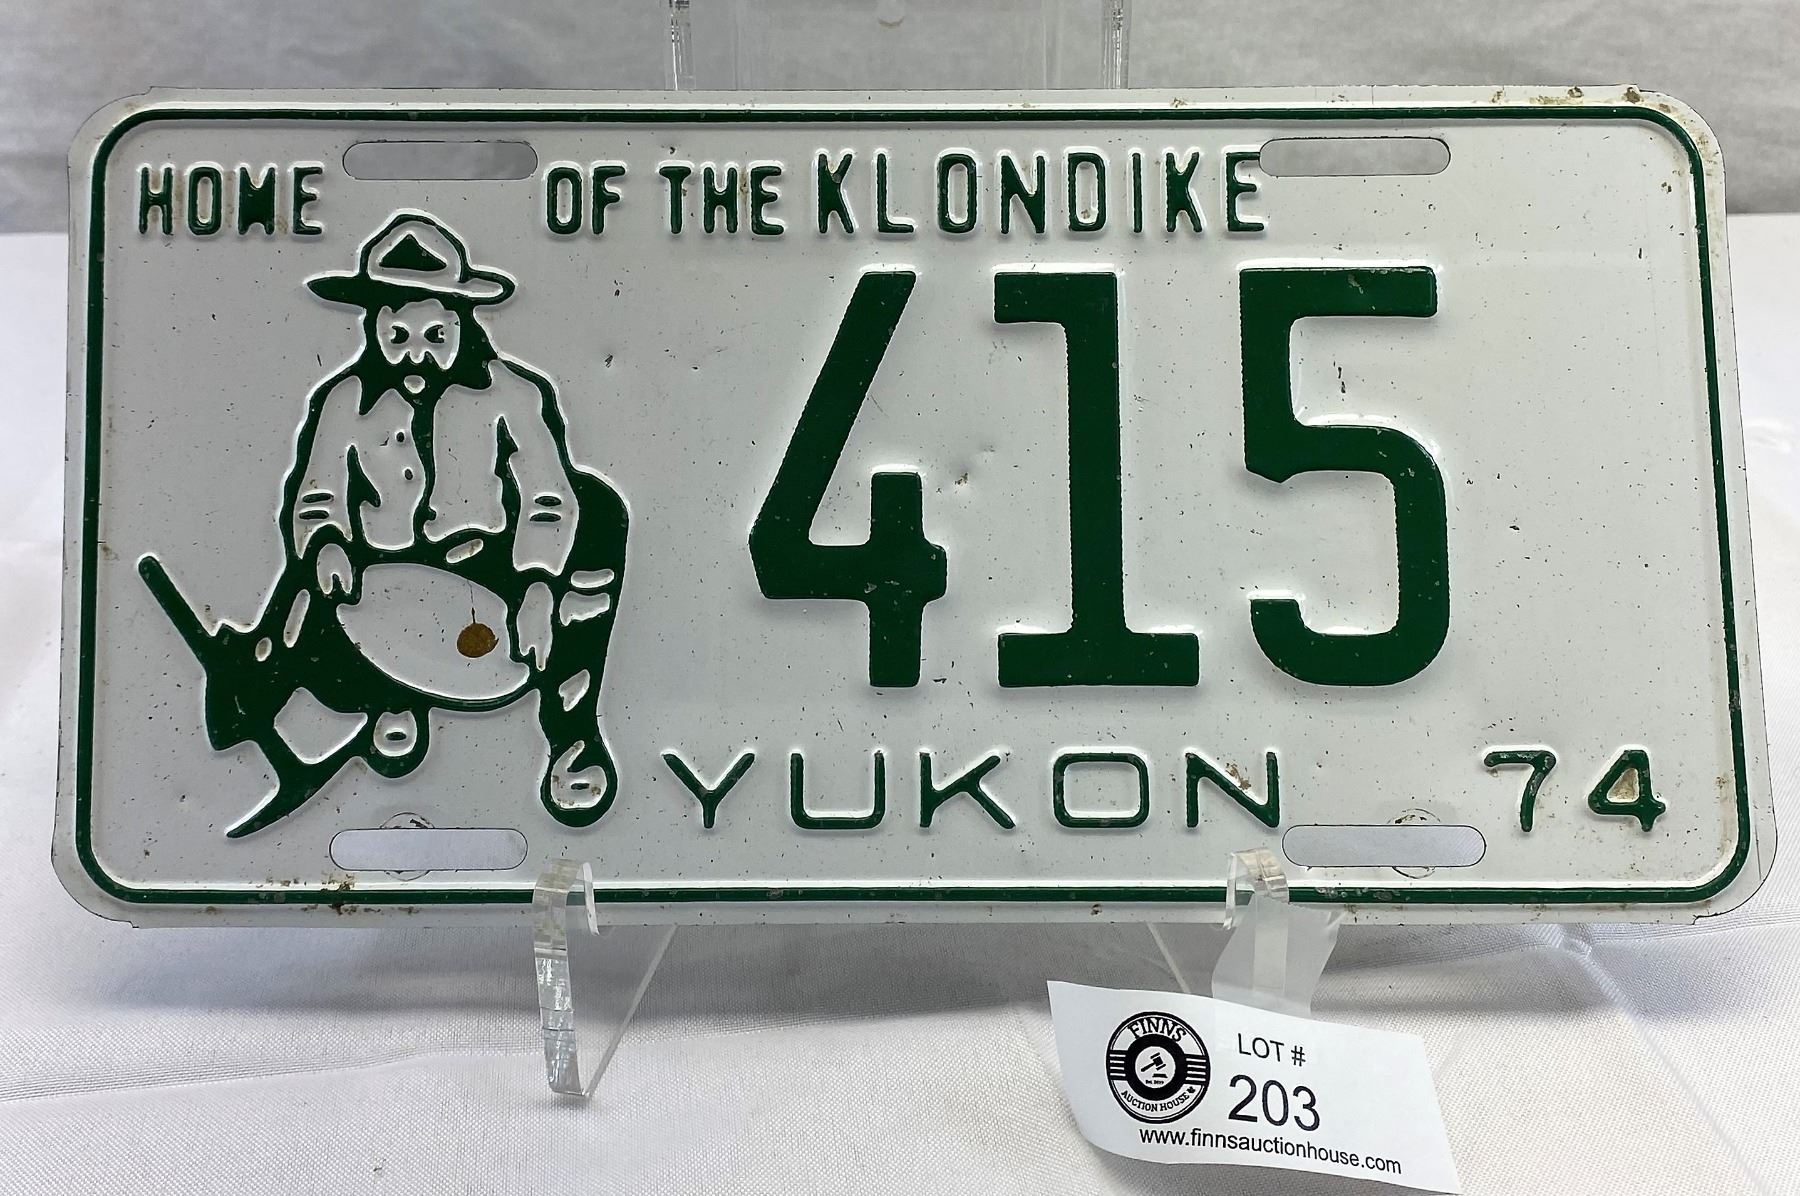 HOME OF THE KLONDIKE
415
YUKON 74
FINNS
AUCTION HOUSE
LOT #
203
www.finnsauctionhouse.com